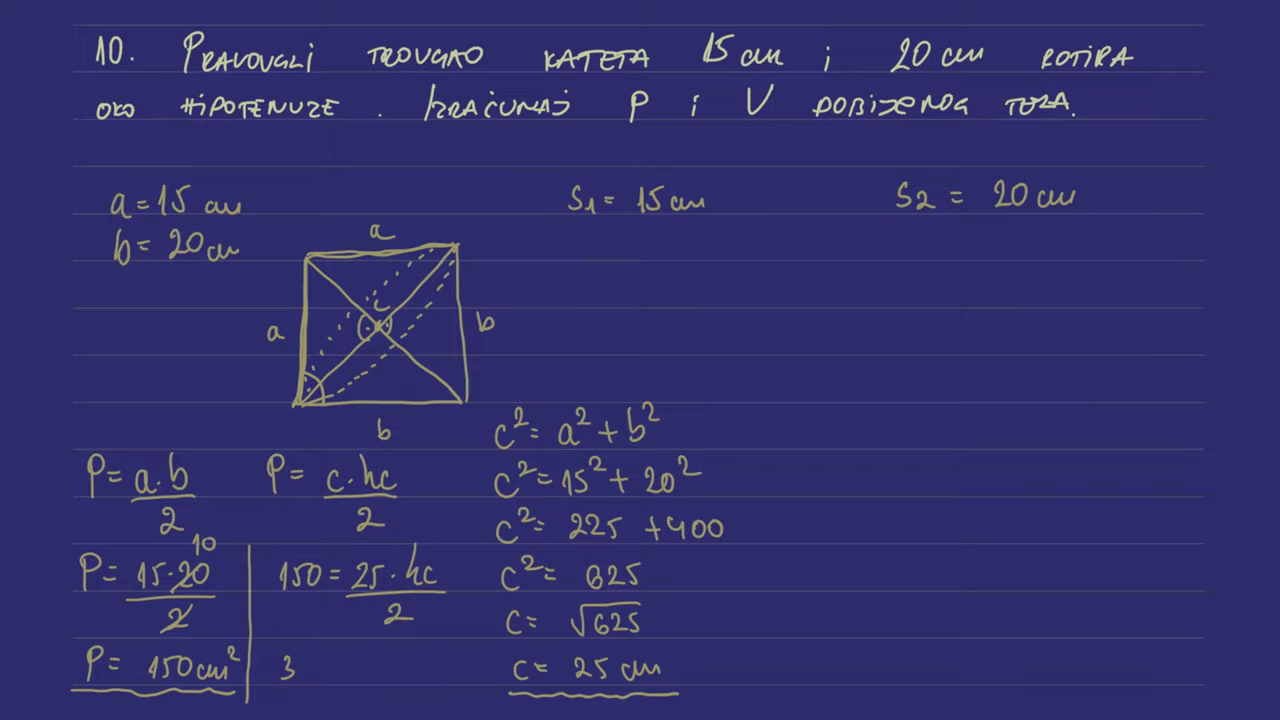 10. PRAVOUGLI TROUGAO KATETA 15 cm i 20 cm ROTIRA
OKO HIPOTENUZE. IZRAČUNAJ P i V DOBIJENOG TELA.
a = 15 cm
b = 20 cm
S1 = 15 cm
S2 = 20 cm
a
a
c
b
b
P = a·b/2
P = c·hc/2
P = 15·20/2
10
P = 150 cm²
150 = 25·hc/2
3
c² = a² + b²
c² = 15² + 20²
c² = 225 + 400
c² = 625
c = √625
c = 25 cm